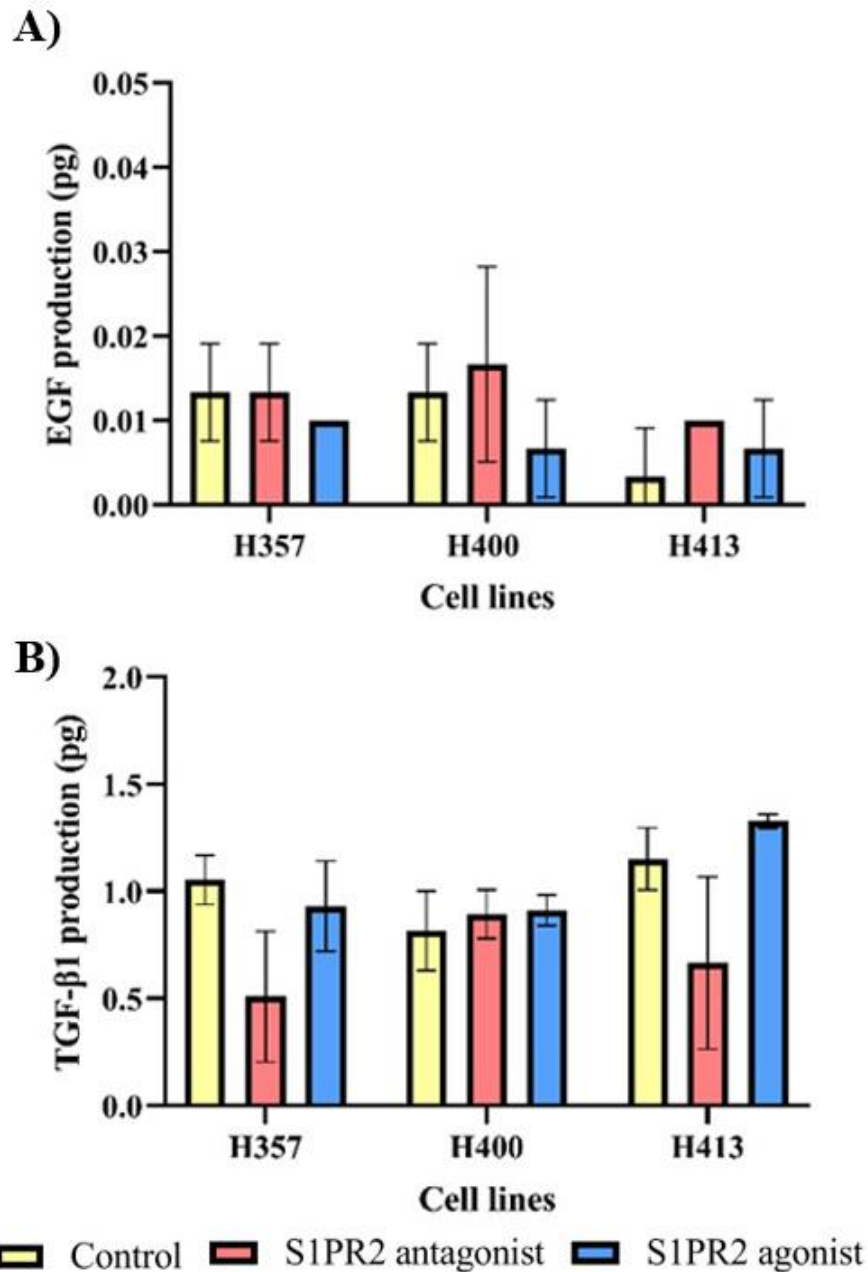 A)
EGF production (pg)
0.05
0.04
0.03
0.02
0.01
0.00
H357 H400 H413
Cell lines
B)
TGF-β1 production (pg)
2.0
1.5
1.0
0.5
0.0
H357 H400 H413
Cell lines
Control S1PR2 antagonist S1PR2 agonist